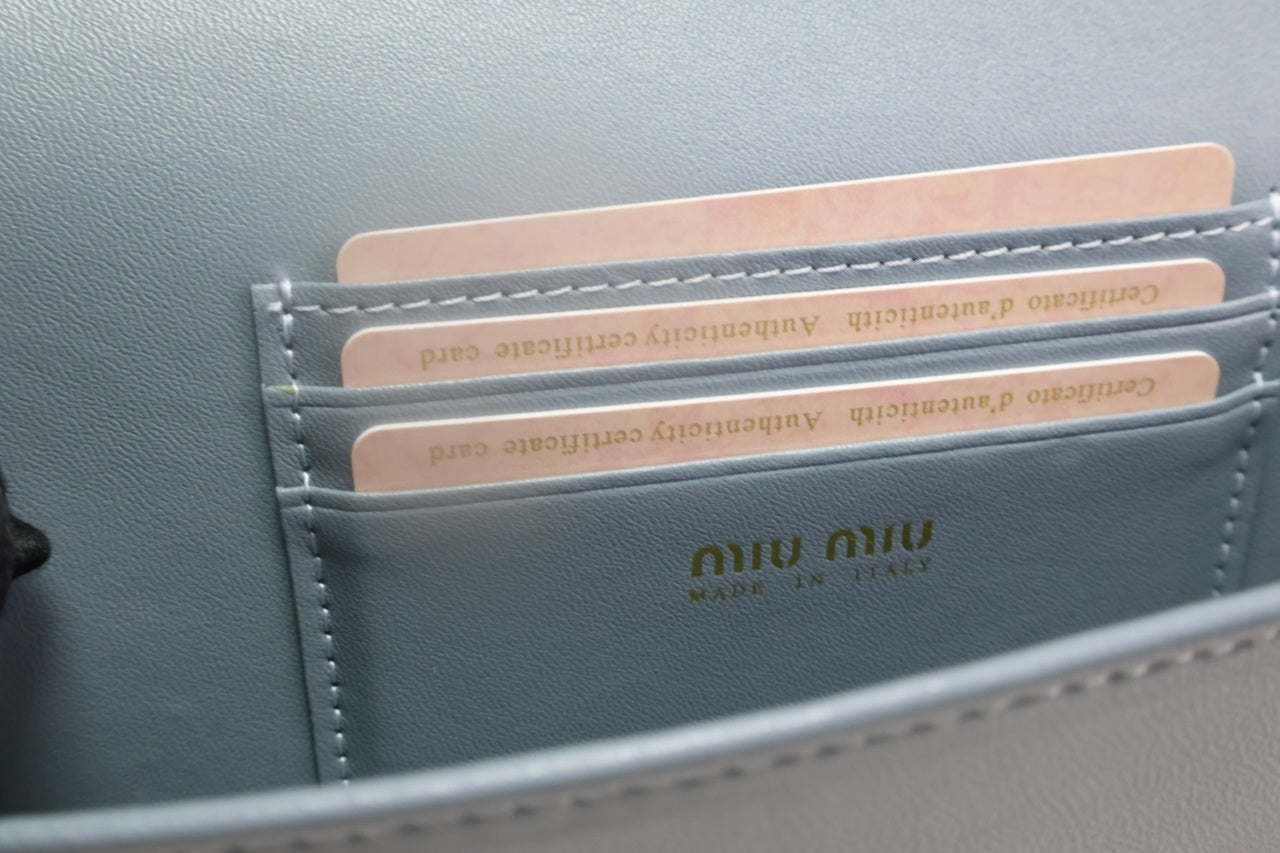 Certificato d'autenticith Authenticity certificate card
Certificato d'autenticith Authenticity certificate card
miu miu
MADE IN ITALY